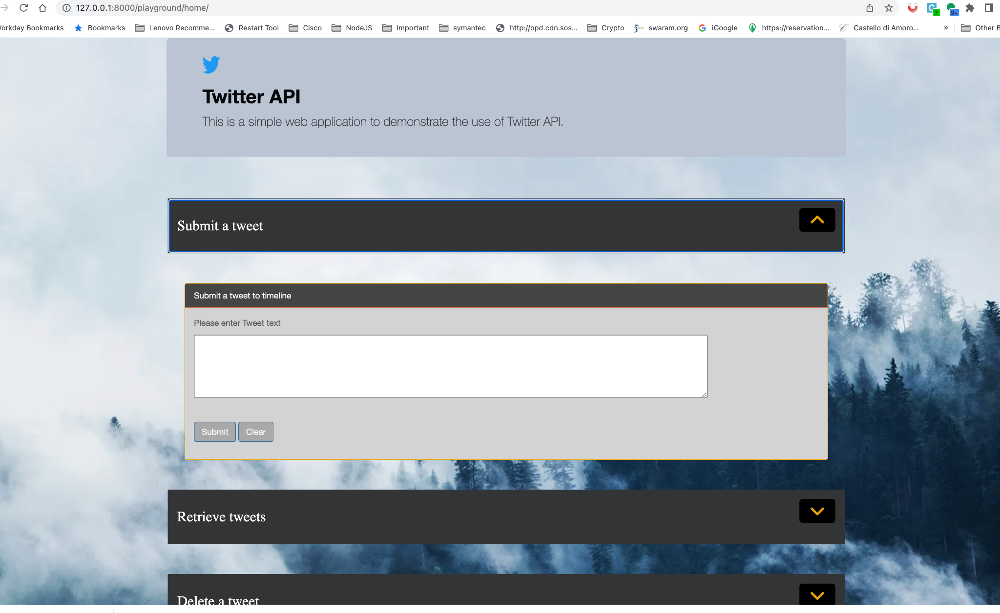 127.0.0.1:8000/playground/home/
orkday Bookmarks Bookmarks Lenovo Recomme... Restart Tool Cisco NodeJS Important symantec http://bpd.cdn.sos... Crypto swaram.org iGoogle https://reservation... Castello di Amoro... » Other B
7 9+
Twitter API
This is a simple web application to demonstrate the use of Twitter API.
Submit a tweet
Submit a tweet to timeline
Please enter Tweet text
Submit Clear
Retrieve tweets
Delete a tweet